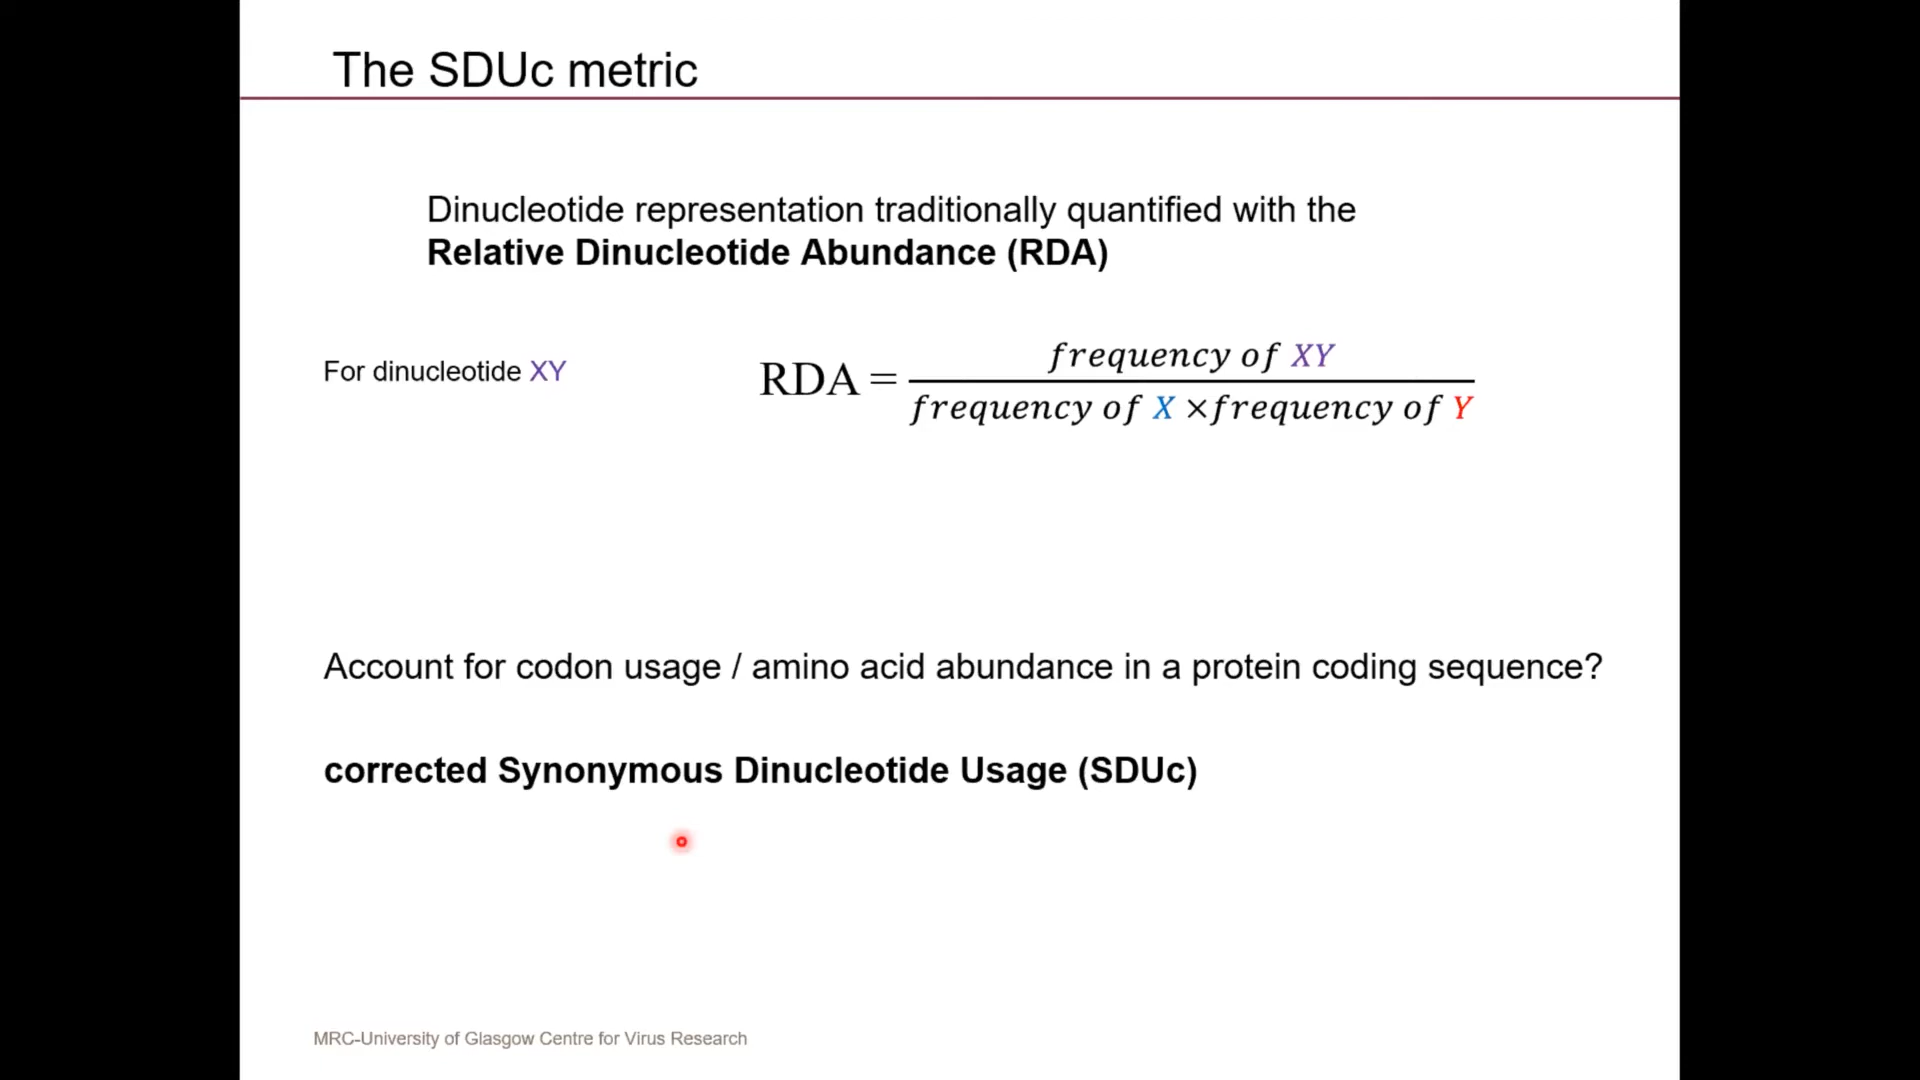 The SDUc metric
Dinucleotide representation traditionally quantified with the
Relative Dinucleotide Abundance (RDA)
For dinucleotide XY
RDA = frequency of XY
frequency of X ×frequency of Y
Account for codon usage / amino acid abundance in a protein coding sequence?
corrected Synonymous Dinucleotide Usage (SDUc)
MRC-University of Glasgow Centre for Virus Research